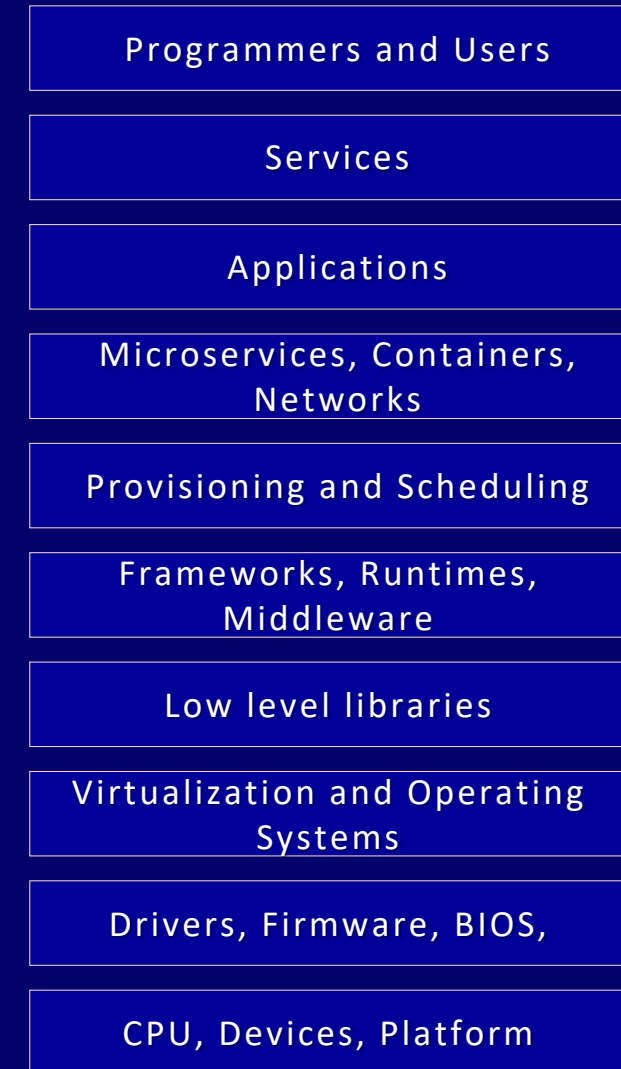 Programmers and Users
Services
Applications
Microservices, Containers,
Networks
Provisioning and Scheduling
Frameworks, Runtimes,
Middleware
Low level libraries
Virtualization and Operating
Systems
Drivers, Firmware, BIOS,
CPU, Devices, Platform